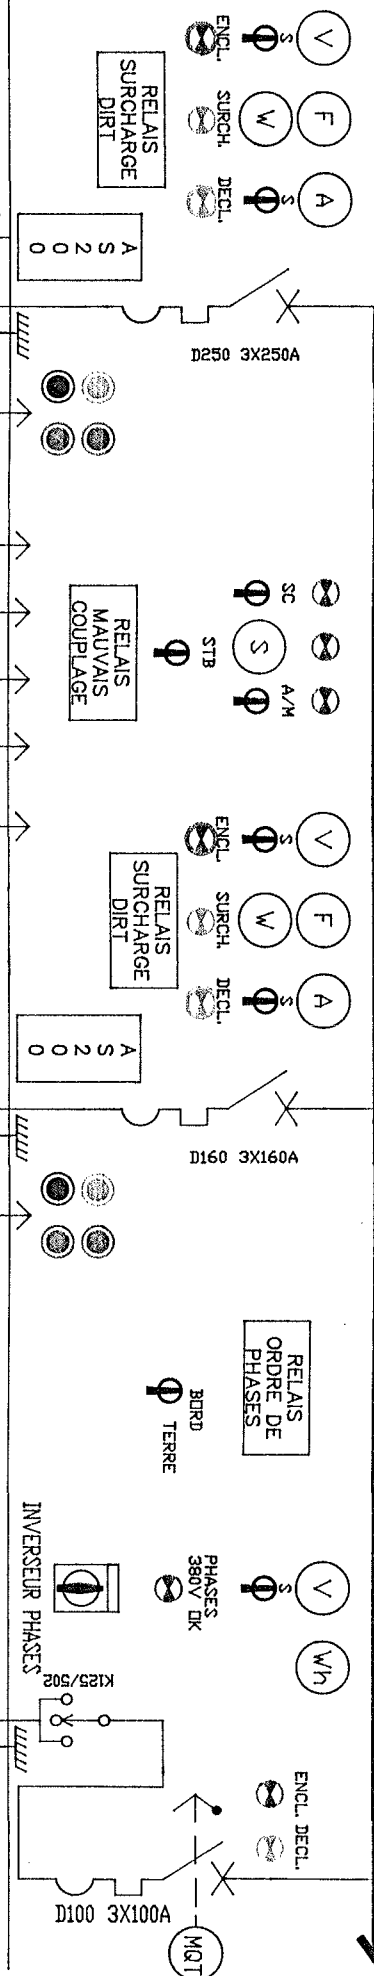 V
S
ENCL.
F
W
SURCH.
A
S
DECL.
RELAIS
SURCHARGE
DIRT
A
S
2
0
0
D250 3X250A
SC
S
A/M
STB
RELAIS
MAUVAIS
COUPLAGE
V
S
ENCL.
F
W
SURCH.
A
S
DECL.
RELAIS
SURCHARGE
DIRT
A
S
2
0
0
D160 3X160A
RELAIS
ORDRE DE
PHASES
BORD
TERRE
V
S
Wh
PHASES
380V OK
INVERSEUR PHASES
K125/502
ENCL. DECL.
D100 3X100A
MQT